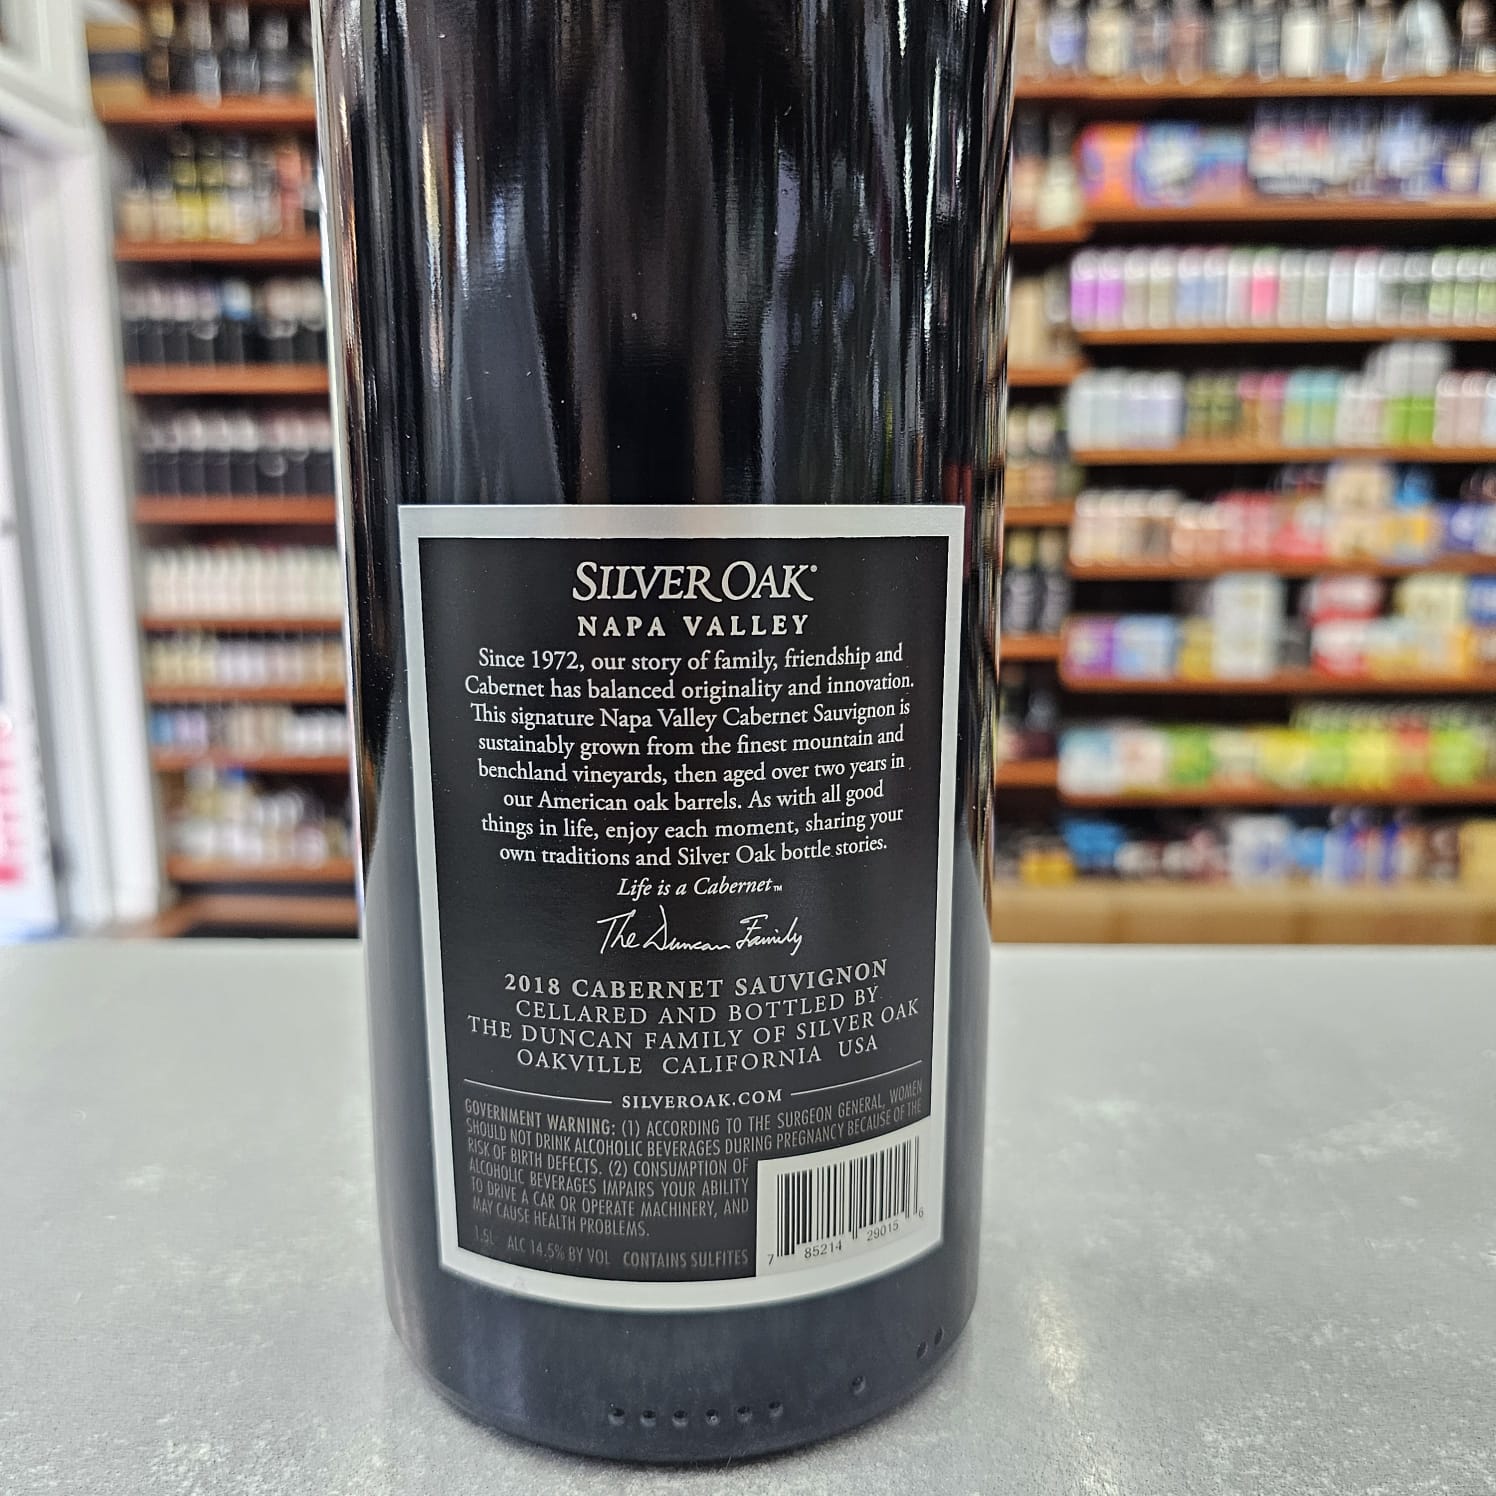 SILVER OAK®
NAPA VALLEY
Since 1972, our story of family, friendship and
Cabernet has balanced originality and innovation.
This signature Napa Valley Cabernet Sauvignon is
sustainably grown from the finest mountain and
benchland vineyards, then aged over two years in
our American oak barrels. As with all good
things in life, enjoy each moment, sharing your
own traditions and Silver Oak bottle stories.
Life is a Cabernet™
The Duncan Family
2018 CABERNET SAUVIGNON
CELLARED AND BOTTLED BY
THE DUNCAN FAMILY OF SILVER OAK
OAKVILLE CALIFORNIA USA
SILVEROAK.COM
GOVERNMENT WARNING: (1) ACCORDING TO THE SURGEON GENERAL, WOMEN
SHOULD NOT DRINK ALCOHOLIC BEVERAGES DURING PREGNANCY BECAUSE OF THE
RISK OF BIRTH DEFECTS. (2) CONSUMPTION OF
ALCOHOLIC BEVERAGES IMPAIRS YOUR ABILITY
TO DRIVE A CAR OR OPERATE MACHINERY, AND
MAY CAUSE HEALTH PROBLEMS.
1.5L ALC 14.5% BY VOL CONTAINS SULFITES
7 85214 29015 6